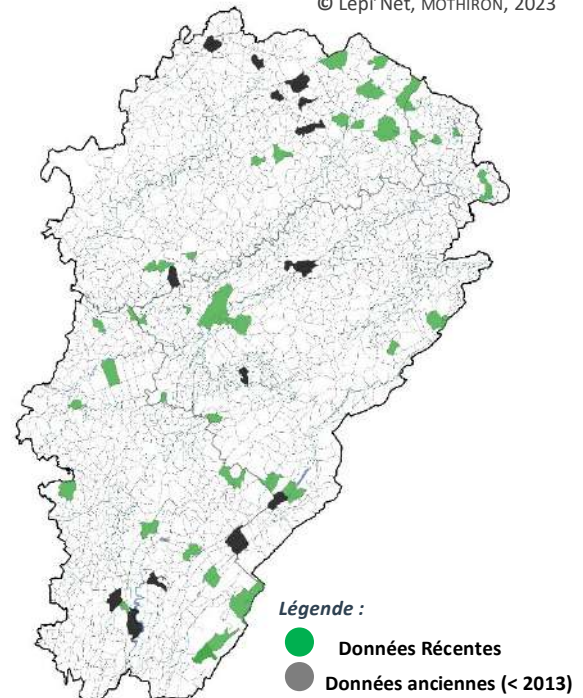 © Lepi'Net, MOTHIRON, 2023
Légende :
Données Récentes
Données anciennes (< 2013)